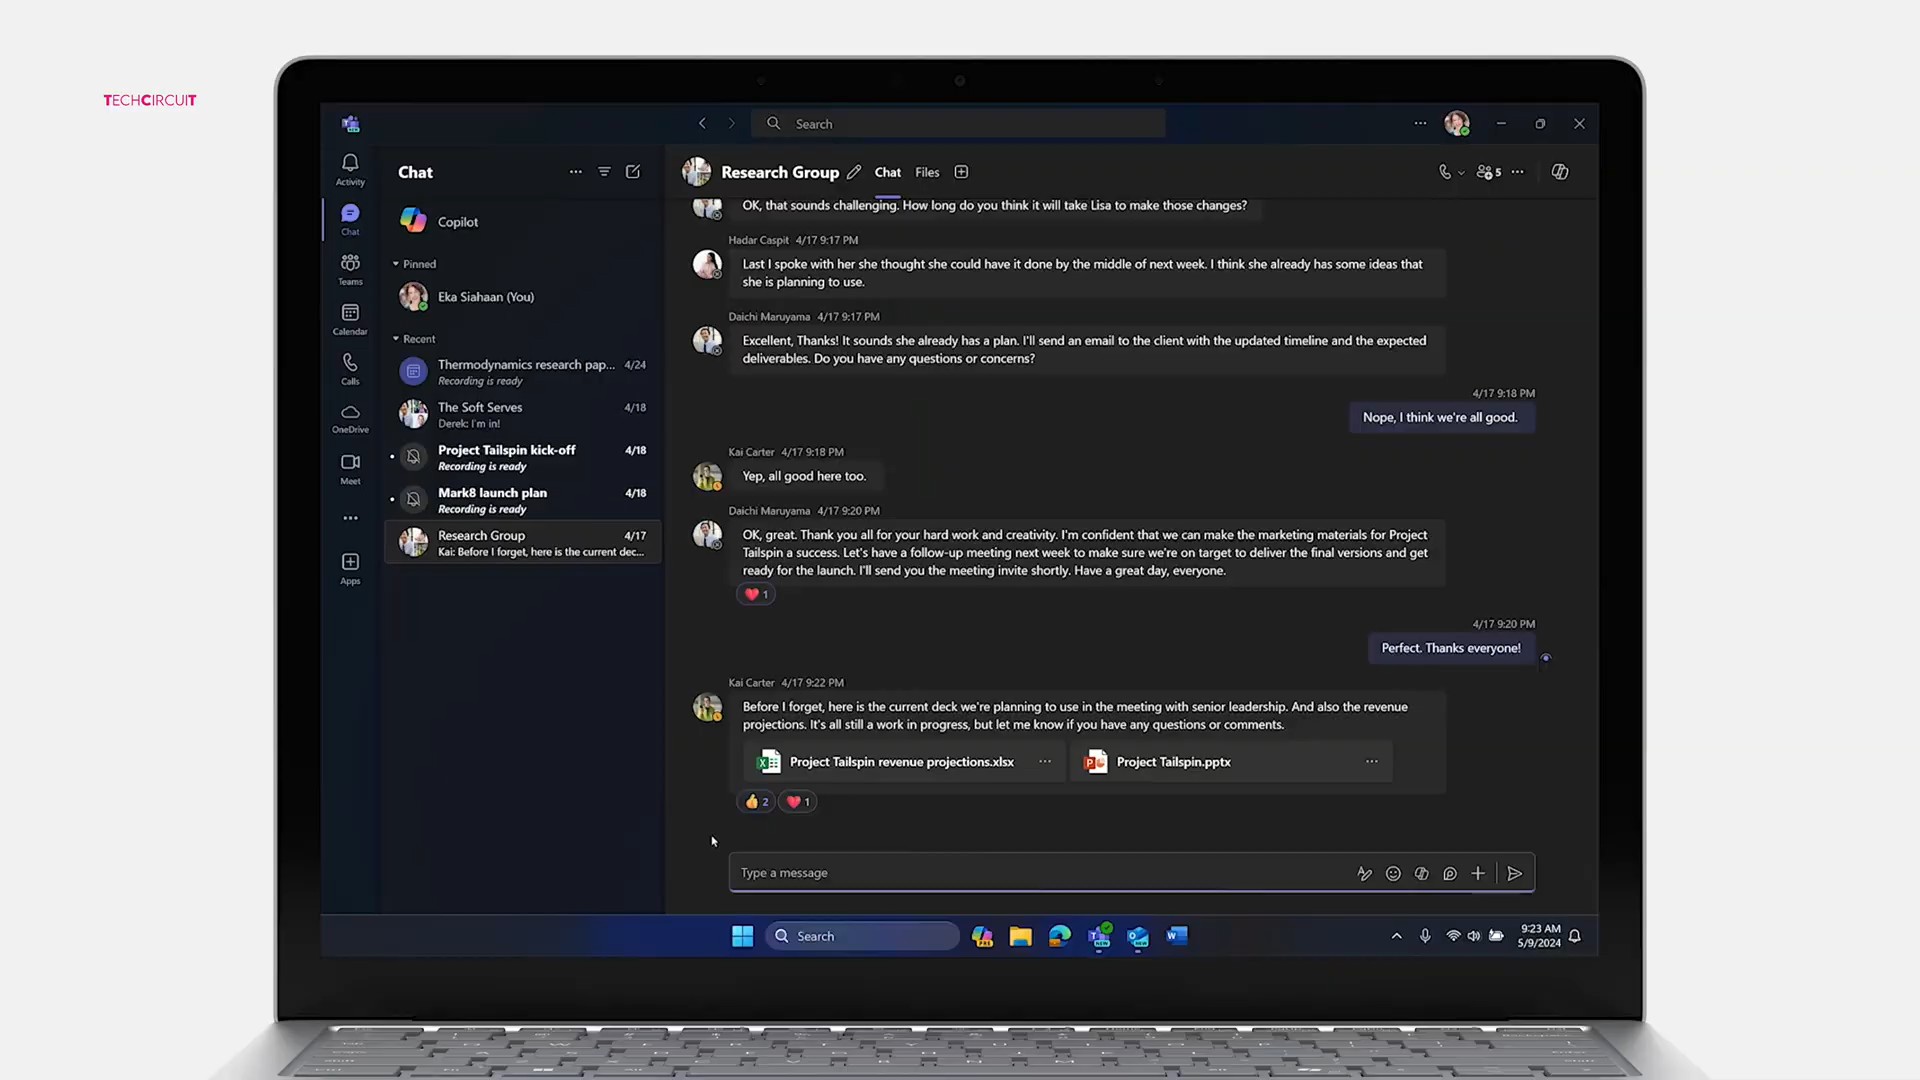 TECHCIRCUIT
Search
Activity
Chat
Teams
Calendar
Calls
OneDrive
Meet
Apps
Chat
Copilot
Pinned
Eka Siahaan (You)
Recent
Thermodynamics research pap... 4/24
Recording is ready
The Soft Serves 4/18
Derek: I'm in!
Project Tailspin kick-off 4/18
Recording is ready
Mark8 launch plan 4/18
Recording is ready
Research Group 4/17
Kai: Before I forget, here is the current dec...
Research Group Chat Files 5
OK, that sounds challenging. How long do you think it will take Lisa to make those changes?
Hadar Caspit 4/17 9:17 PM
Last I spoke with her she thought she could have it done by the middle of next week. I think she already has some ideas that
she is planning to use.
Daichi Maruyama 4/17 9:17 PM
Excellent, Thanks! It sounds she already has a plan. I'll send an email to the client with the updated timeline and the expected
deliverables. Do you have any questions or concerns?
4/17 9:18 PM
Nope, I think we're all good.
Kai Carter 4/17 9:18 PM
Yep, all good here too.
Daichi Maruyama 4/17 9:20 PM
OK, great. Thank you all for your hard work and creativity. I'm confident that we can make the marketing materials for Project
Tailspin a success. Let's have a follow-up meeting next week to make sure we're on target to deliver the final versions and get
ready for the launch. I'll send you the meeting invite shortly. Have a great day, everyone.
1
4/17 9:20 PM
Perfect. Thanks everyone!
Kai Carter 4/17 9:22 PM
Before I forget, here is the current deck we're planning to use in the meeting with senior leadership. And also the revenue
projections. It's all still a work in progress, but let me know if you have any questions or comments.
Project Tailspin revenue projections.xlsx Project Tailspin.pptx
2 1
Type a message
Search
9:23 AM
5/9/2024